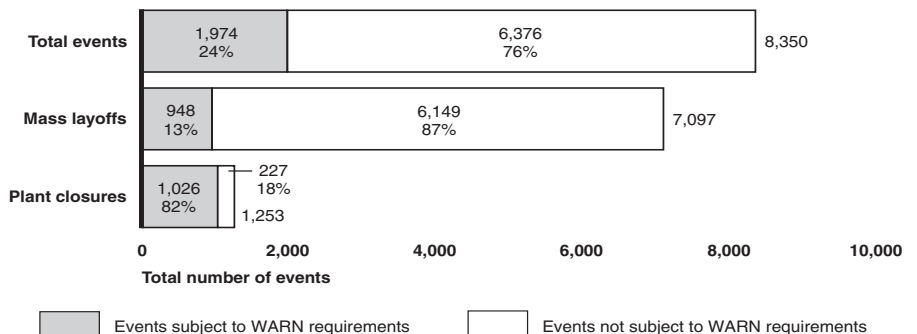 Total events
1,974
24%
6,376
76%
8,350
Mass layoffs
948
13%
6,149
87%
7,097
Plant closures
1,026
82%
227
18%
1,253
0 2,000 4,000 6,000 8,000 10,000
Total number of events
Events subject to WARN requirements Events not subject to WARN requirements